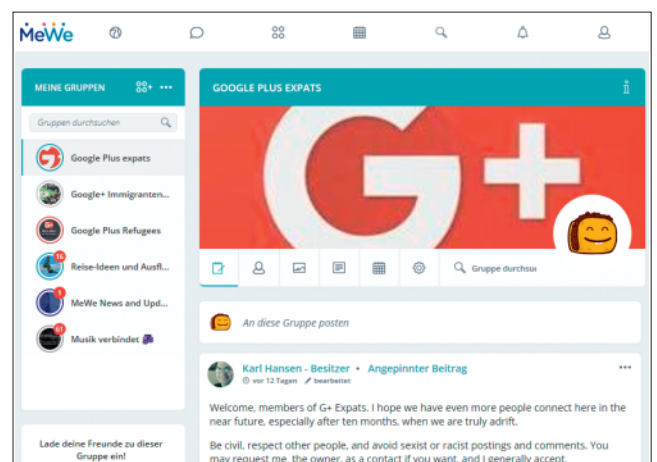 MeWe
MEINE GRUPPEN
Gruppen durchsuchen
Google Plus expats
Google+ Immigranten...
Google Plus Refugees
16
Reise-Ideen und Ausfl...
MeWe News and Upd...
Musik verbindet
Lade deine Freunde zu dieser
Gruppe ein!
GOOGLE PLUS EXPATS
G+
Gruppe durchsu
An diese Gruppe posten
Karl Hansen - Besitzer • Angepinnter Beitrag
vor 12 Tagen bearbeitet
Welcome, members of G+ Expats. I hope we have even more people connect here in the
near future, especially after ten months, when we are truly adrift.
Be civil, respect other people, and avoid sexist or racist postings and comments. You
may request me, the owner, as a contact if you want, and I generally accept.